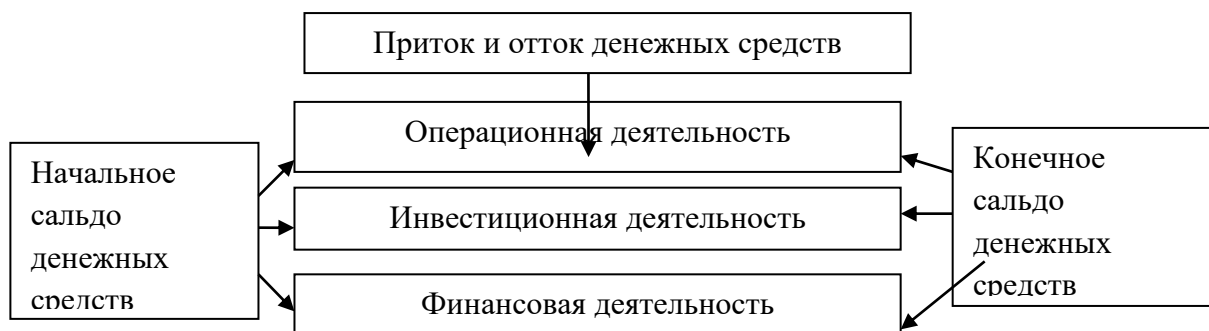 Приток и отток денежных средств
Операционная деятельность
Начальное
сальдо
денежных
средств
Инвестиционная деятельность
Финансовая деятельность
Конечное
сальдо
денежных
средств